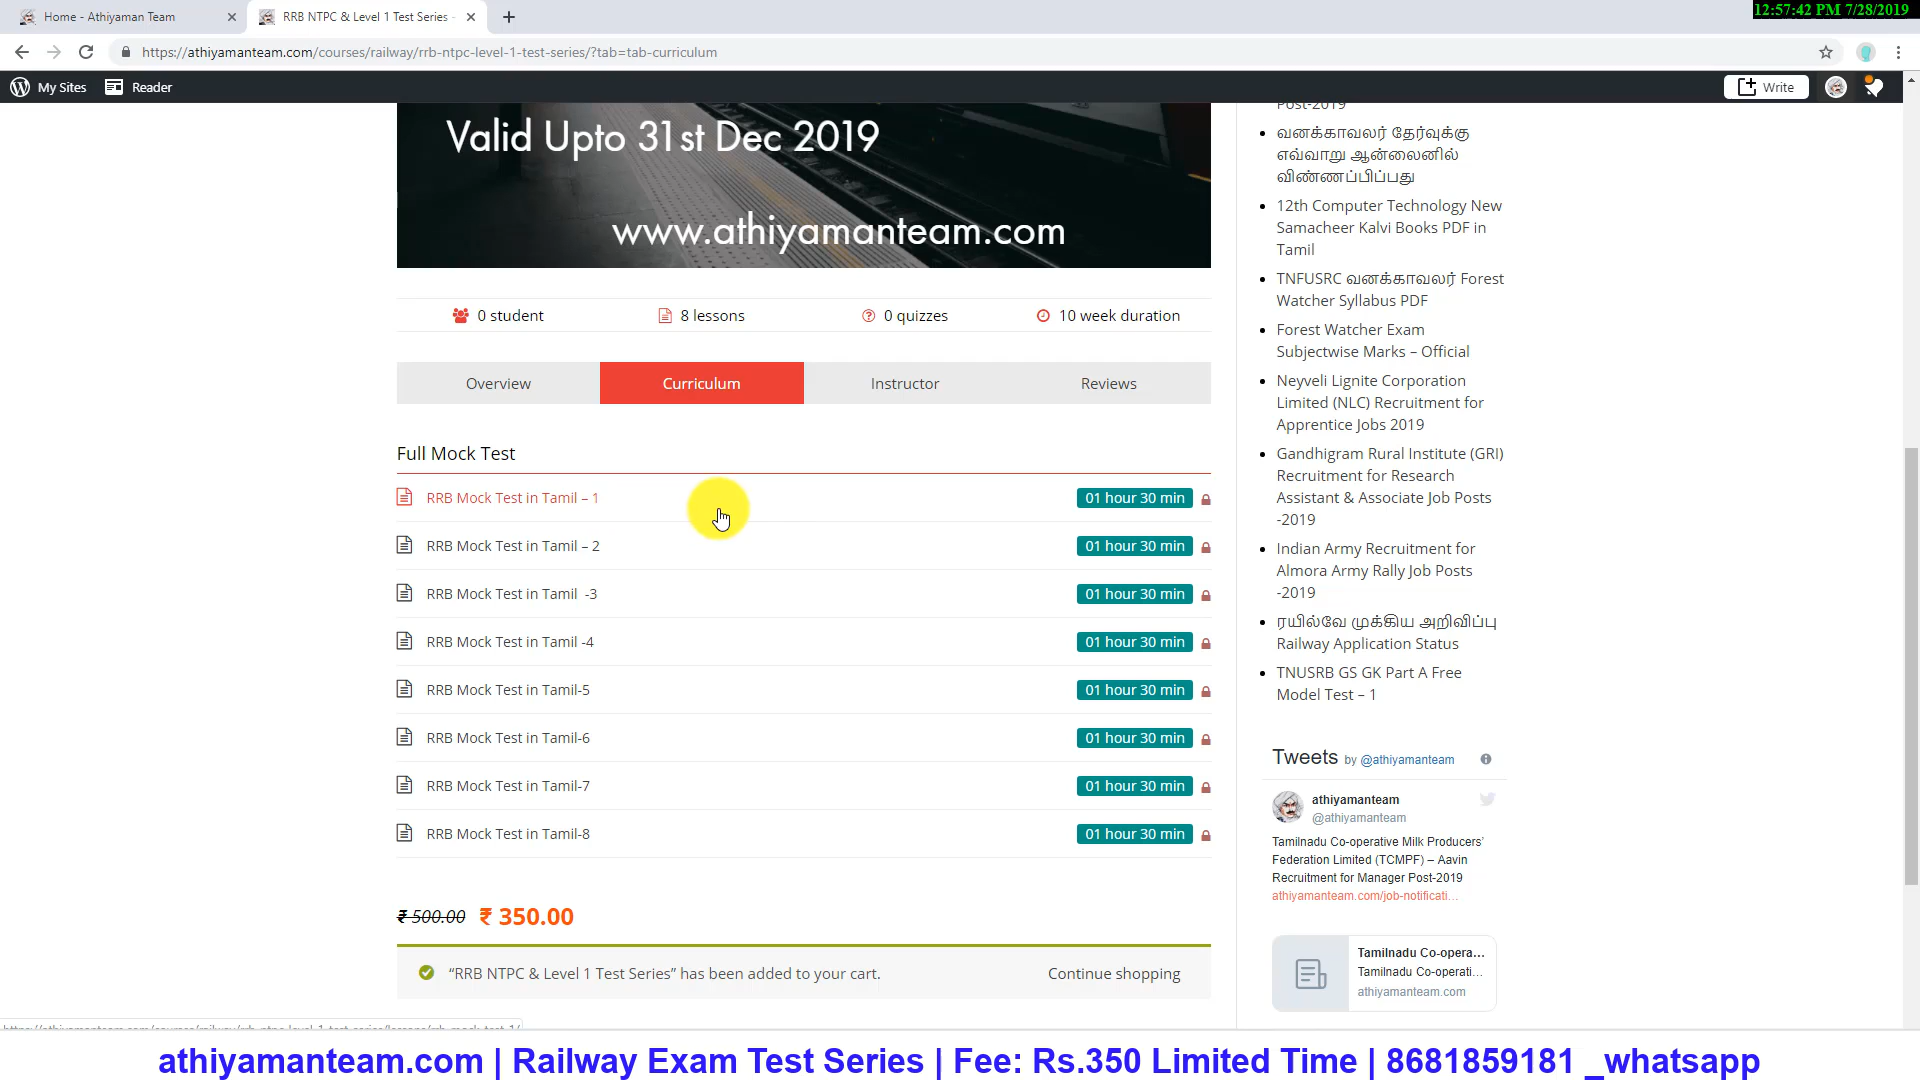 12:57:42 PM 7/28/2019
Home - Athiyaman Team
RRB NTPC & Level 1 Test Series -
https://athiyamanteam.com/courses/railway/rrb-ntpc-level-1-test-series/?tab=tab-curriculum
My Sites
Reader
Write
Valid Upto 31st Dec 2019
www.athiyamanteam.com
0 student
8 lessons
0 quizzes
10 week duration
Overview
Curriculum
Instructor
Reviews
Full Mock Test
RRB Mock Test in Tamil – 1 01 hour 30 min
RRB Mock Test in Tamil – 2 01 hour 30 min
RRB Mock Test in Tamil -3 01 hour 30 min
RRB Mock Test in Tamil -4 01 hour 30 min
RRB Mock Test in Tamil-5 01 hour 30 min
RRB Mock Test in Tamil-6 01 hour 30 min
RRB Mock Test in Tamil-7 01 hour 30 min
RRB Mock Test in Tamil-8 01 hour 30 min
₹ 500.00 ₹ 350.00
“RRB NTPC & Level 1 Test Series” has been added to your cart.
Continue shopping
Post-2019
வனக்காவலர் தேர்வுக்கு
எவ்வாறு ஆன்லைனில்
விண்ணப்பிப்பது
12th Computer Technology New
Samacheer Kalvi Books PDF in
Tamil
TNFUSRC வனக்காவலர் Forest
Watcher Syllabus PDF
Forest Watcher Exam
Subjectwise Marks – Official
Neyveli Lignite Corporation
Limited (NLC) Recruitment for
Apprentice Jobs 2019
Gandhigram Rural Institute (GRI)
Recruitment for Research
Assistant & Associate Job Posts
-2019
Indian Army Recruitment for
Almora Army Rally Job Posts
-2019
ரயில்வே முக்கிய அறிவிப்பு
Railway Application Status
TNUSRB GS GK Part A Free
Model Test – 1
Tweets by @athiyamanteam
athiyamanteam
@athiyamanteam
Tamilnadu Co-operative Milk Producers’
Federation Limited (TCMPF) – Aavin
Recruitment for Manager Post-2019
athiyamanteam.com/job-notificati…
Tamilnadu Co-opera…
Tamilnadu Co-operati…
athiyamanteam.com
athiyamanteam.com | Railway Exam Test Series | Fee: Rs.350 Limited Time | 8681859181 _whatsapp